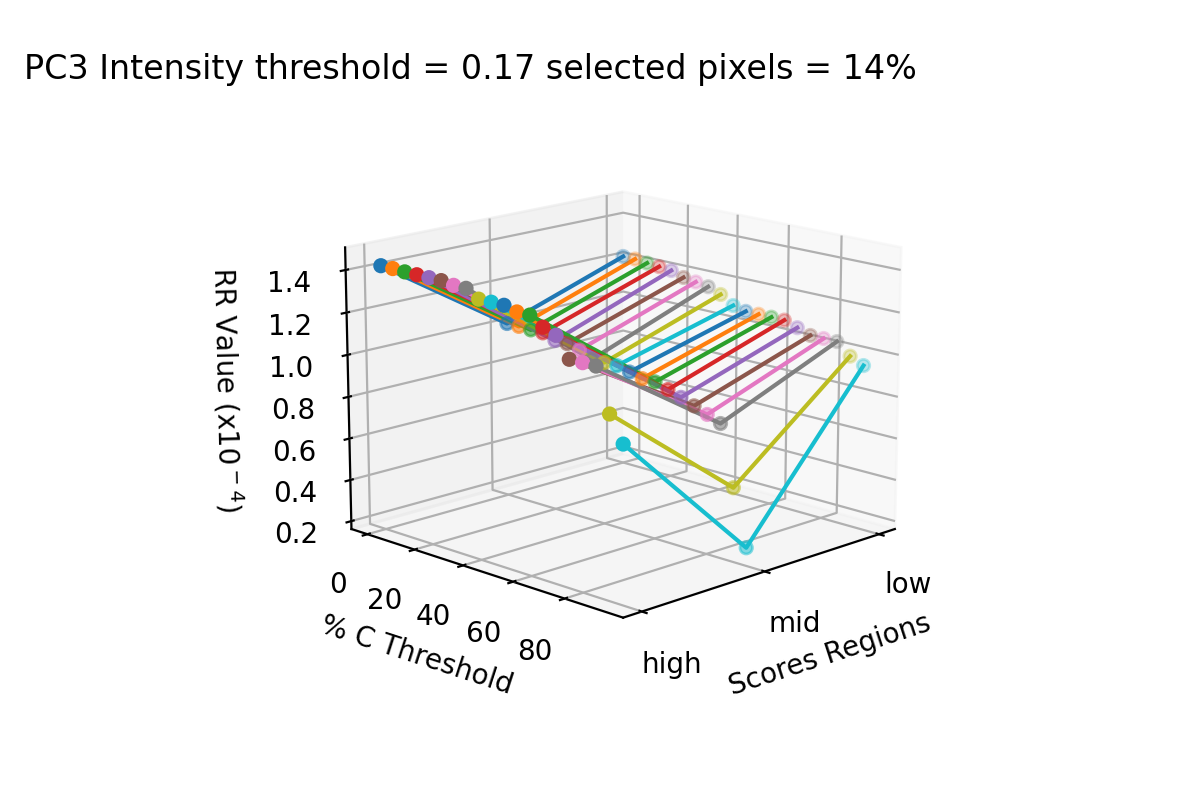 PC3 Intensity threshold = 0.17 selected pixels = 14%
RR Value (x10⁻⁴)
1.4
1.2
1.0
0.8
0.6
0.4
0.2
0
20
40
60
80
% C Threshold
high
mid
low
Scores Regions